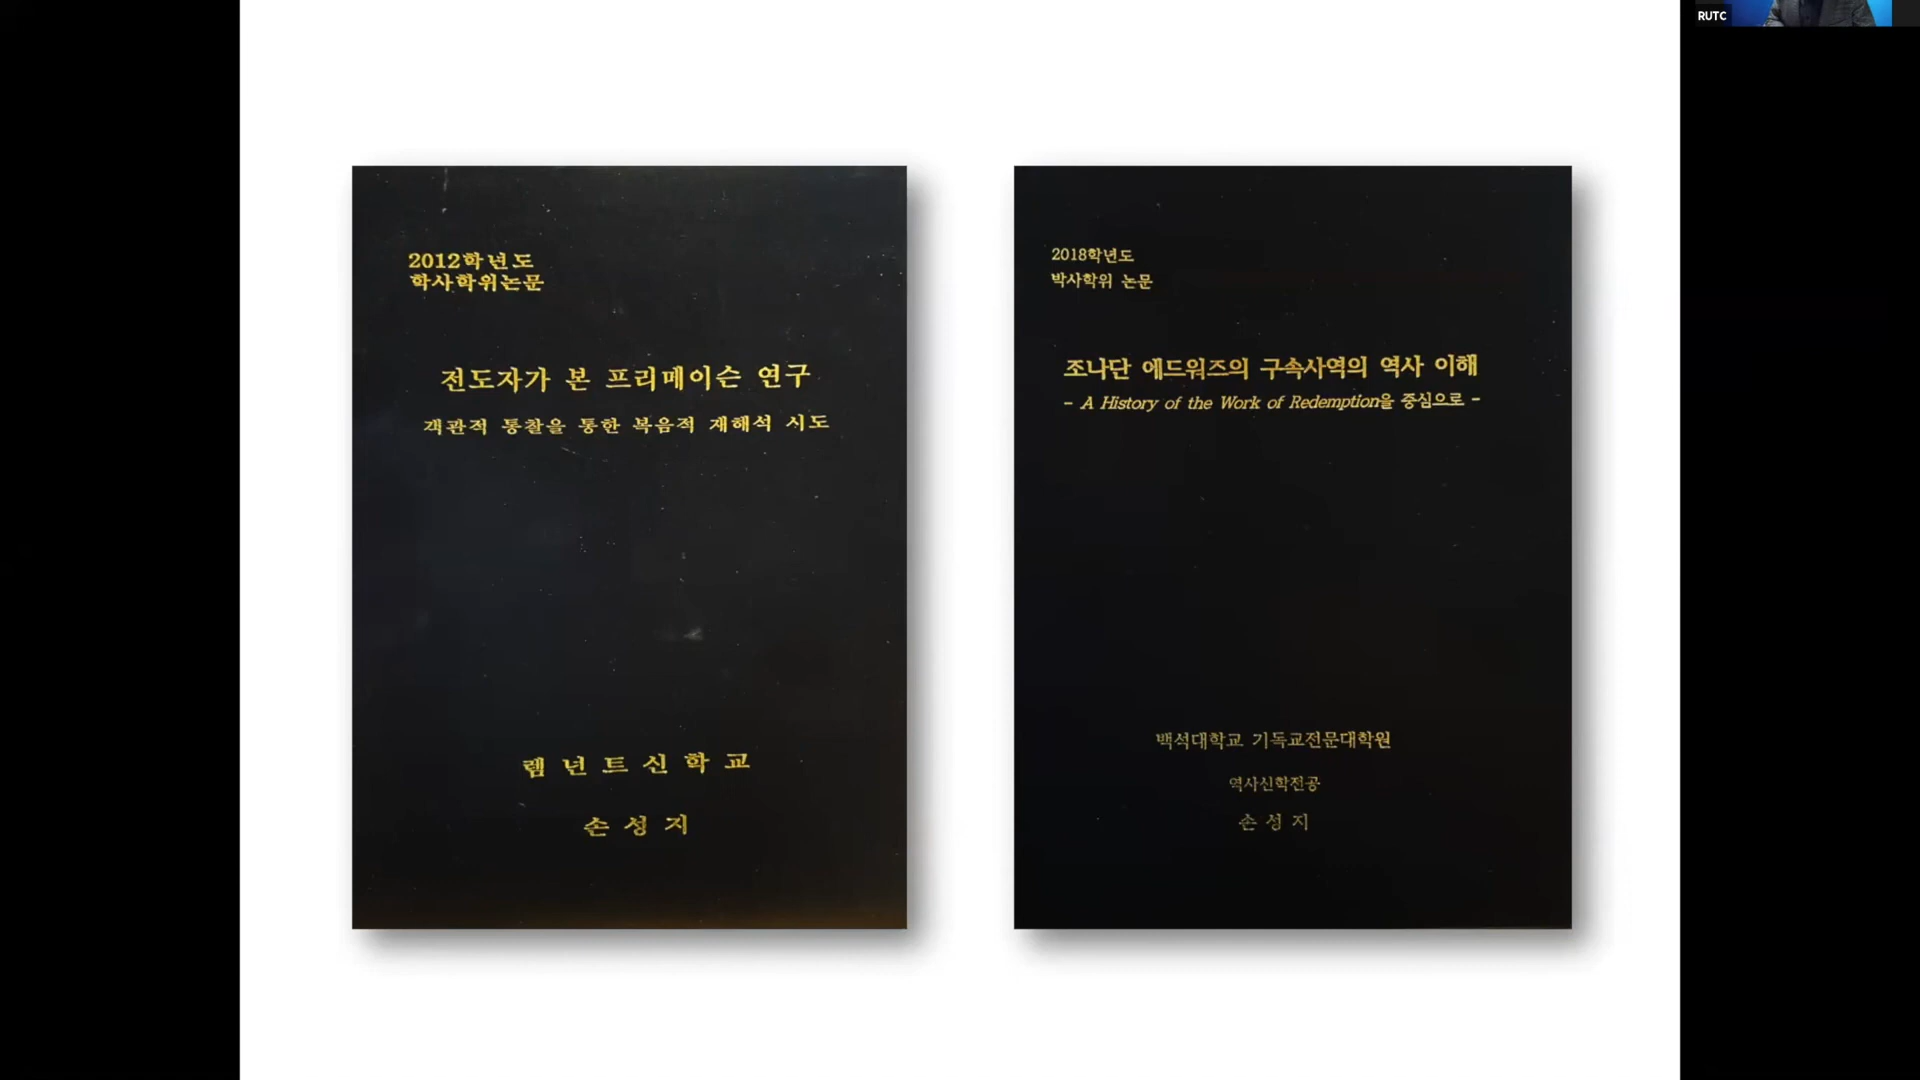 RUTC
2012학년도
학사학위논문
전도자가 본 프리메이슨 연구
객관적 통찰을 통한 복음적 재해석 시도
렘넌트신학교
손성지
2018학년도
박사학위 논문
조나단 에드워즈의 구속사역의 역사 이해
- A History of the Work of Redemption을 중심으로 -
백석대학교 기독교전문대학원
역사신학전공
손성지